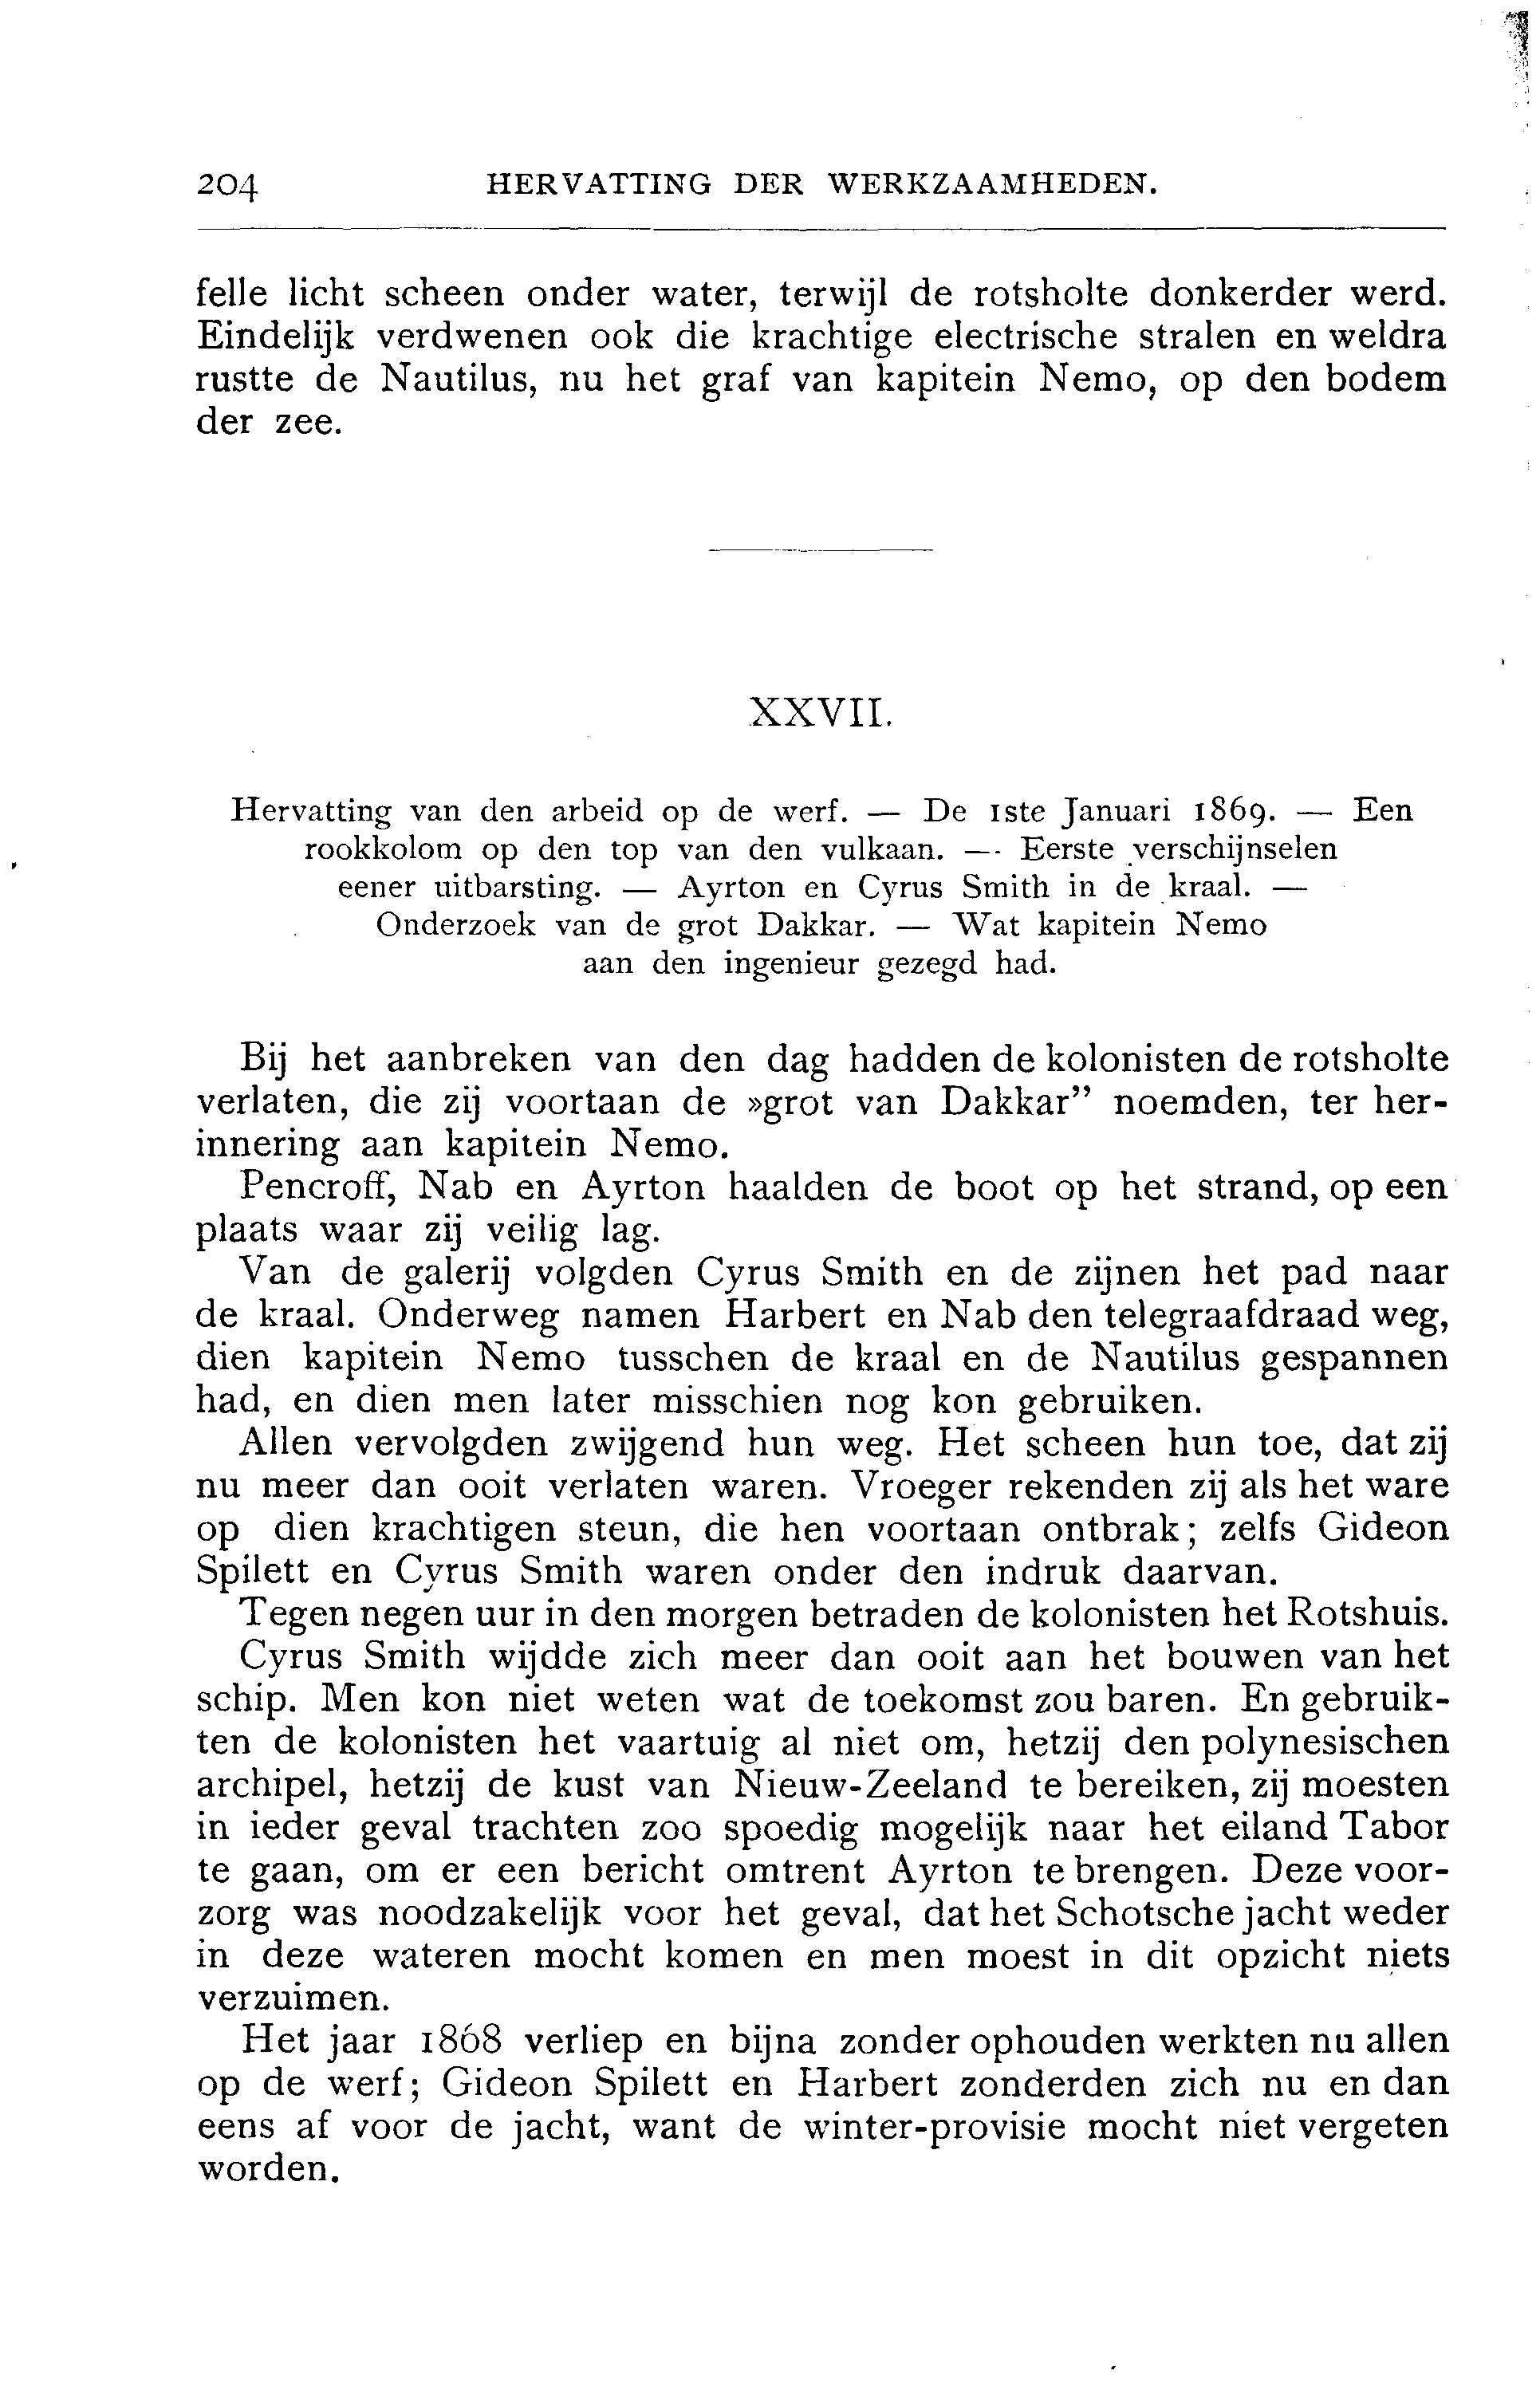 204 HERVATTING DER WERKZAAMHEDEN.
felle licht scheen onder water, terwijl de rotsholte donkerder werd.
Eindelijk verdwenen ook die krachtige electrische stralen en weldra
rustte de Nautilus, nu het graf van kapitein Nemo, op den bodem
der zee.
XXVII.
Hervatting van den arbeid op de werf. — De 1ste Januari 1869. — Een
rookkolom op den top van den vulkaan. — Eerste verschijnselen
eener uitbarsting. — Ayrton en Cyrus Smith in de kraal. —
Onderzoek van de grot Dakkar. — Wat kapitein Nemo
aan den ingenieur gezegd had.
Bij het aanbreken van den dag hadden de kolonisten de rotsholte
verlaten, die zij voortaan de »grot van Dakkar” noemden, ter her-
innering aan kapitein Nemo.
Pencroff, Nab en Ayrton haalden de boot op het strand, op een
plaats waar zij veilig lag.
Van de galerij volgden Cyrus Smith en de zijnen het pad naar
de kraal. Onderweg namen Harbert en Nab den telegraafdraad weg,
dien kapitein Nemo tusschen de kraal en de Nautilus gespannen
had, en dien men later misschien nog kon gebruiken.
Allen vervolgden zwijgend hun weg. Het scheen hun toe, dat zij
nu meer dan ooit verlaten waren. Vroeger rekenden zij als het ware
op dien krachtigen steun, die hen voortaan ontbrak; zelfs Gideon
Spilett en Cyrus Smith waren onder den indruk daarvan.
Tegen negen uur in den morgen betraden de kolonisten het Rotshuis.
Cyrus Smith wijdde zich meer dan ooit aan het bouwen van het
schip. Men kon niet weten wat de toekomst zou baren. En gebruik-
ten de kolonisten het vaartuig al niet om, hetzij den polynesischen
archipel, hetzij de kust van Nieuw-Zeeland te bereiken, zij moesten
in ieder geval trachten zoo spoedig mogelijk naar het eiland Tabor
te gaan, om er een bericht omtrent Ayrton te brengen. Deze voor-
zorg was noodzakelijk voor het geval, dat het Schotsche jacht weder
in deze wateren mocht komen en men moest in dit opzicht niets
verzuimen.
Het jaar 1868 verliep en bijna zonder ophouden werkten nu allen
op de werf; Gideon Spilett en Harbert zonderden zich nu en dan
eens af voor de jacht, want de winter-provisie mocht niet vergeten
worden.